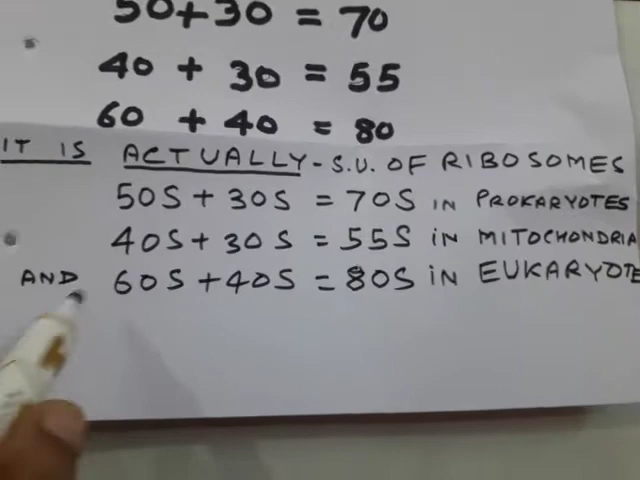 50+30 = 70
40 + 30 = 55
60 + 40 = 80
IT IS ACTUALLY - S.U. OF RIBOSOMES
50S + 30S = 70S IN PROKARYOTES
40S + 30S = 55S IN MITOCHONDRIA
AND 60S + 40S = 80S IN EUKARYOTE